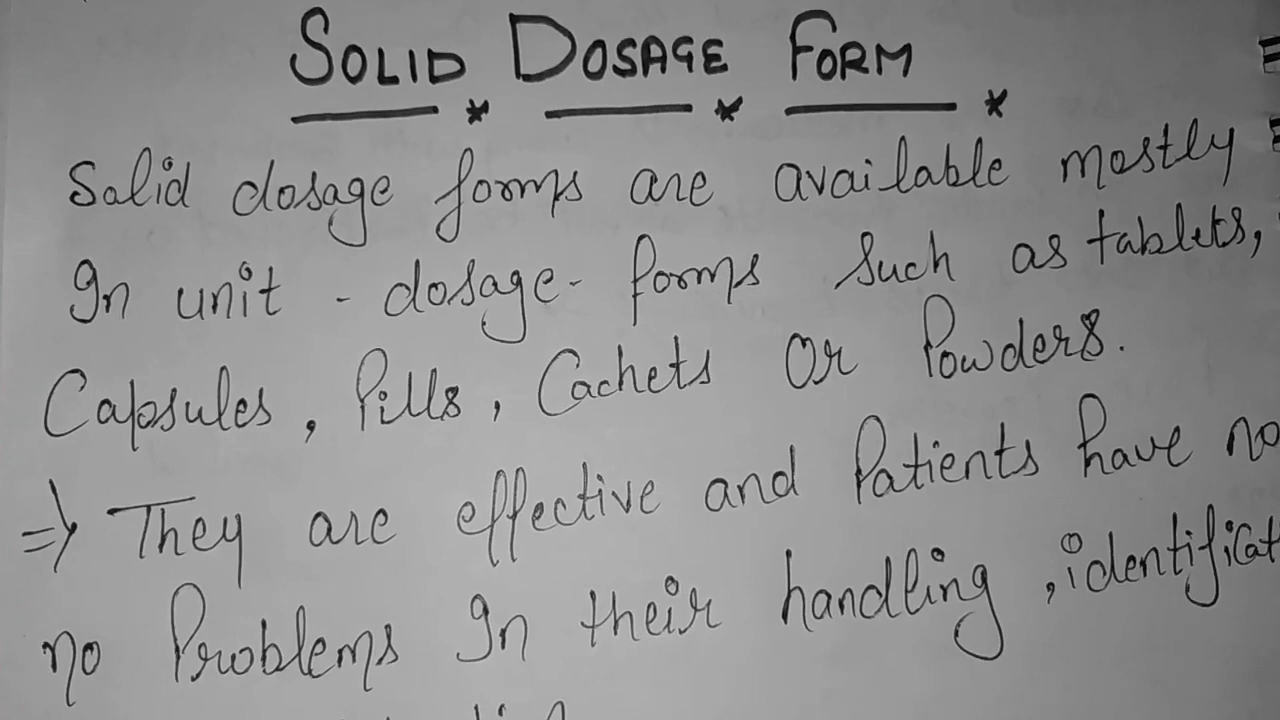 SOLID DOSAGE FORM
Solid dosage forms are available mostly
In unit - dosage - forms such as tablets,
Capsules, Pills, Cachets or Powders.
=> They are effective and Patients have no
no Problems In their handling, identificat